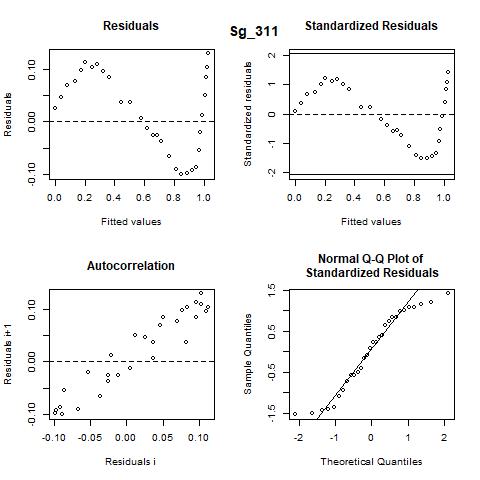 Sg_311
Residuals
Residuals
-0.10 0.00 0.10
0.0 0.2 0.4 0.6 0.8 1.0
Fitted values
Standardized Residuals
Standardized residuals
-2 -1 0 1 2
0.0 0.2 0.4 0.6 0.8 1.0
Fitted values
Autocorrelation
Residuals i+1
-0.10 0.00 0.10
-0.10 -0.05 0.00 0.05 0.10
Residuals i
Normal Q-Q Plot of
Standardized Residuals
Sample Quantiles
-1.5 -0.5 0.5 1.5
-2 -1 0 1 2
Theoretical Quantiles